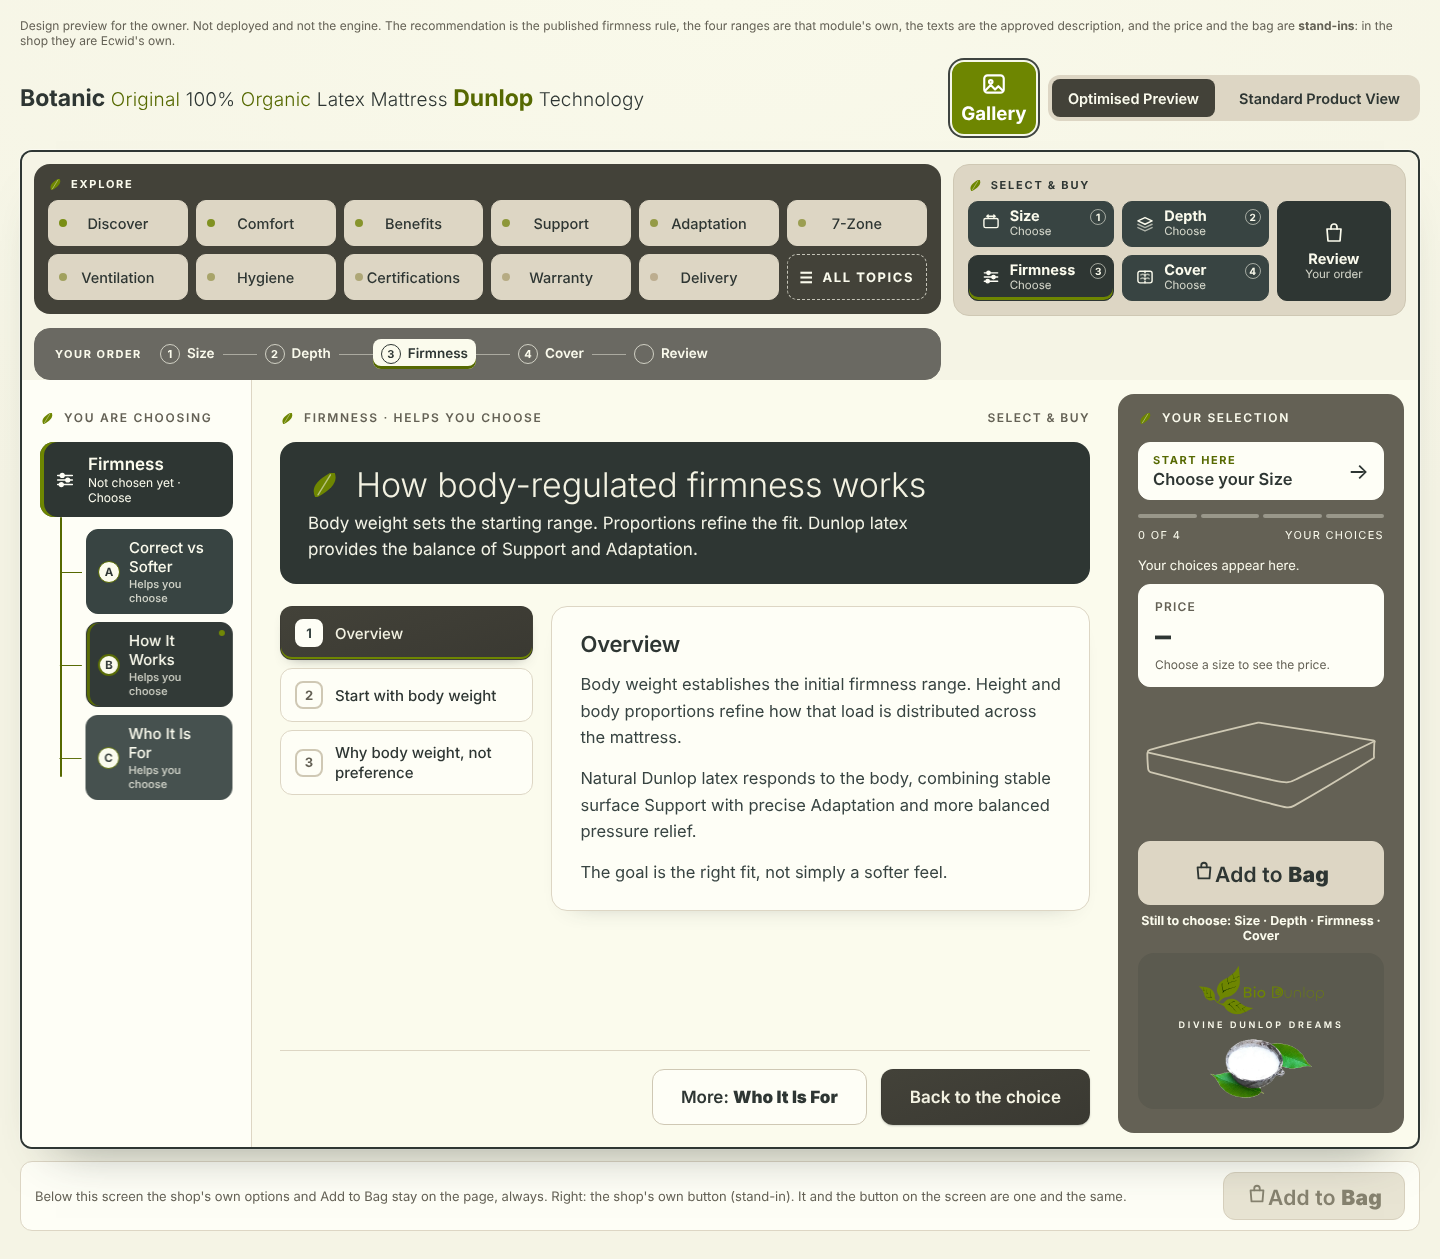 Design preview for the owner. Not deployed and not the engine. The recommendation is the published firmness rule, the four ranges are that module's own, the texts are the approved description, and the price and the bag are stand-ins: in the
shop they are Ecwid's own.
Botanic Original 100% Organic Latex Mattress Dunlop Technology
Gallery
Optimised Preview
Standard Product View
EXPLORE
Discover
Comfort
Benefits
Support
Adaptation
7-Zone
Ventilation
Hygiene
Certifications
Warranty
Delivery
ALL TOPICS
SELECT & BUY
Size
Choose
1
Depth
Choose
2
Firmness
Choose
3
Cover
Choose
4
Review
Your order
YOUR ORDER
1 Size
2 Depth
3 Firmness
4 Cover
Review
YOU ARE CHOOSING
Firmness
Not chosen yet ·
Choose
A
Correct vs
Softer
Helps you
choose
B
How It
Works
Helps you
choose
C
Who It Is
For
Helps you
choose
FIRMNESS · HELPS YOU CHOOSE
SELECT & BUY
How body-regulated firmness works
Body weight sets the starting range. Proportions refine the fit. Dunlop latex
provides the balance of Support and Adaptation.
1 Overview
2 Start with body weight
3 Why body weight, not
preference
Overview
Body weight establishes the initial firmness range. Height and
body proportions refine how that load is distributed across
the mattress.
Natural Dunlop latex responds to the body, combining stable
surface Support with precise Adaptation and more balanced
pressure relief.
The goal is the right fit, not simply a softer feel.
More: Who It Is For
Back to the choice
YOUR SELECTION
START HERE
Choose your Size
0 OF 4
YOUR CHOICES
Your choices appear here.
PRICE
–
Choose a size to see the price.
Add to Bag
Still to choose: Size · Depth · Firmness ·
Cover
Bio Dunlop
DIVINE DUNLOP DREAMS
Below this screen the shop's own options and Add to Bag stay on the page, always. Right: the shop's own button (stand-in). It and the button on the screen are one and the same.
Add to Bag